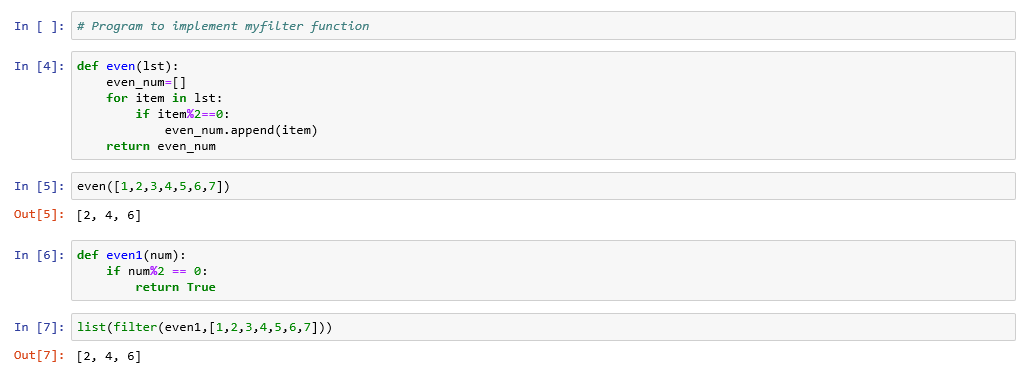 In [ ]: # Program to implement myfilter function
In [4]: def even(lst):
    even_num=[]
    for item in lst:
        if item%2==0:
            even_num.append(item)
    return even_num
In [5]: even([1,2,3,4,5,6,7])
Out[5]: [2, 4, 6]
In [6]: def even1(num):
    if num%2 == 0:
        return True
In [7]: list(filter(even1,[1,2,3,4,5,6,7]))
Out[7]: [2, 4, 6]